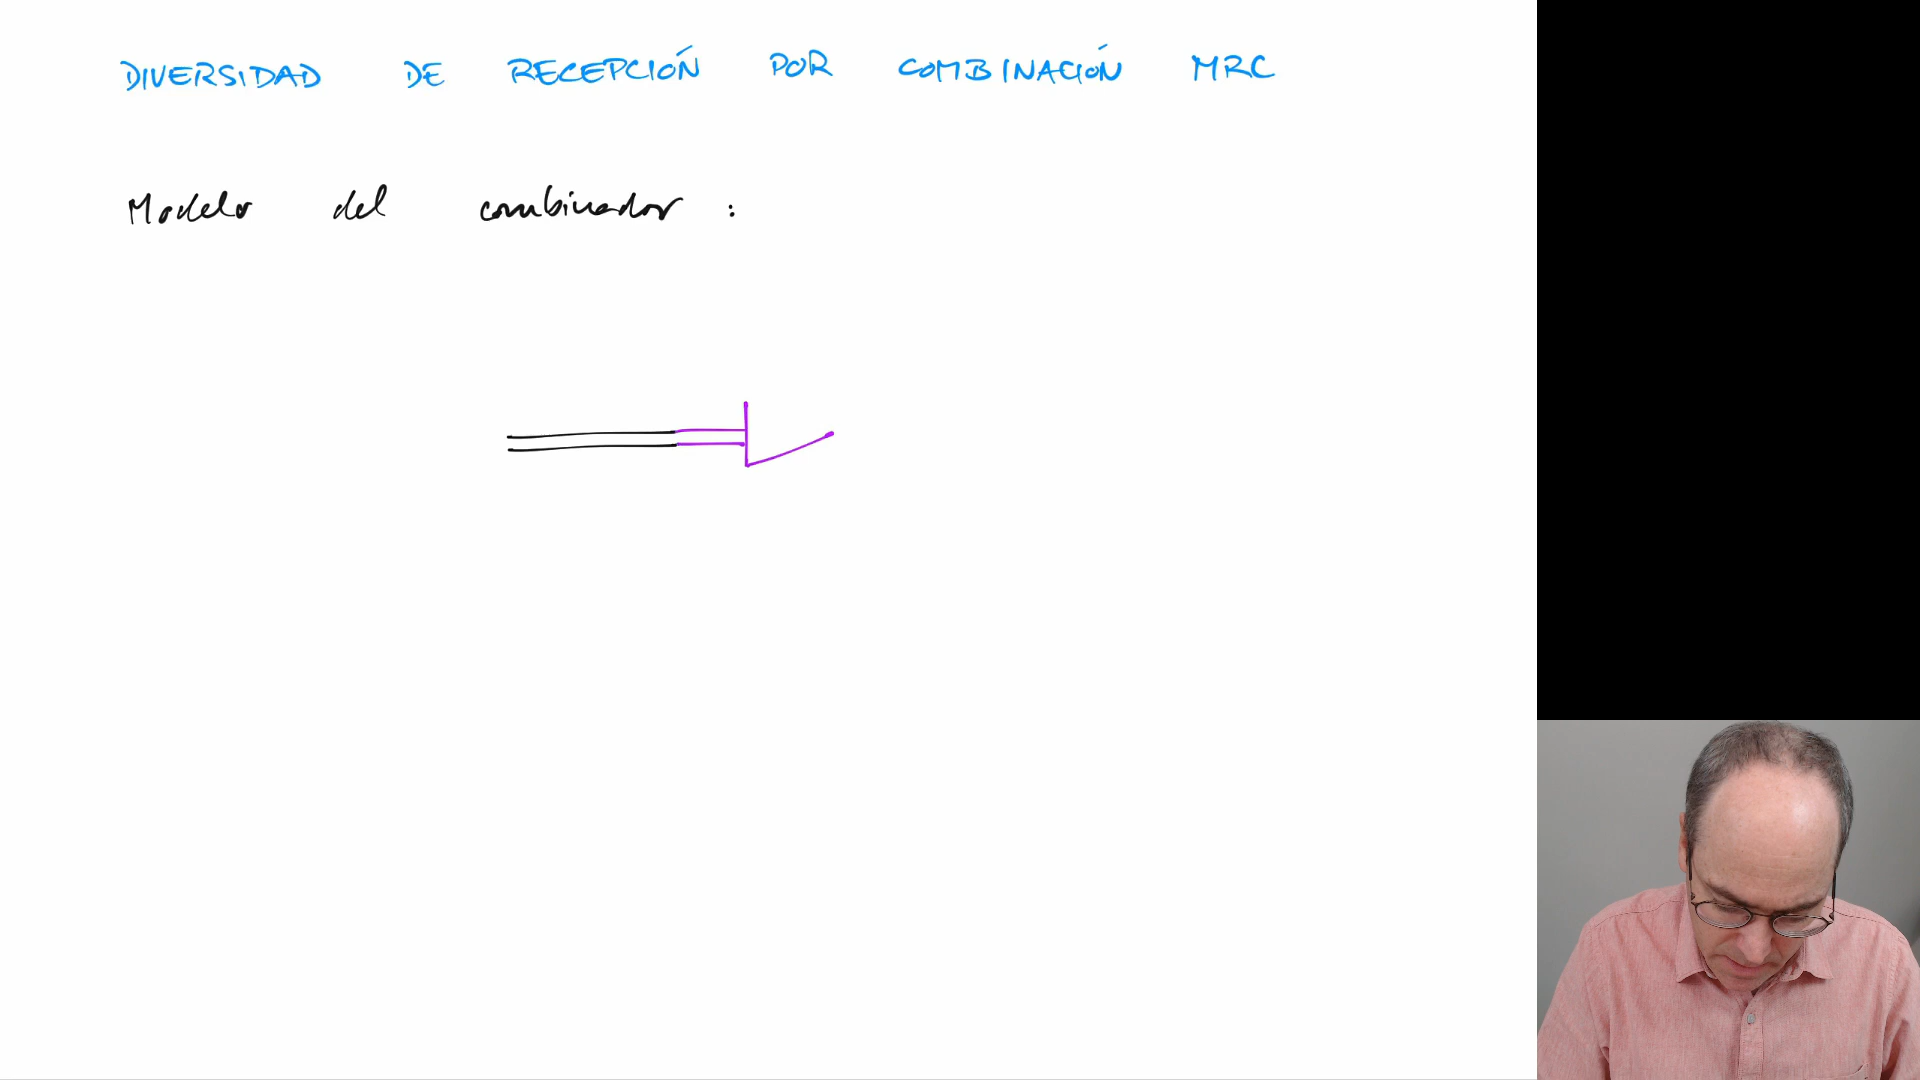 DIVERSIDAD DE RECEPCIÓN POR COMBINACIÓN MRC
Modelo del combinador :